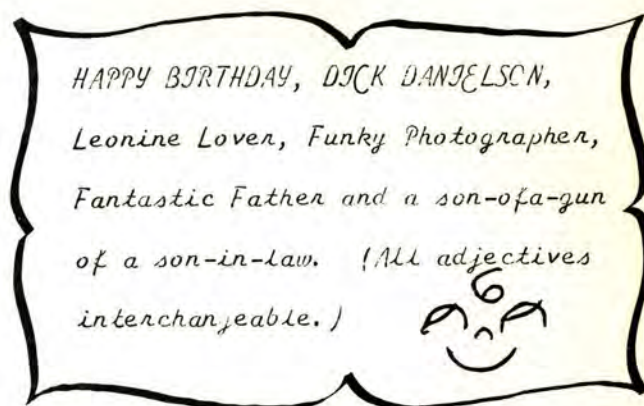 HAPPY BIRTHDAY, DICK DANIELSON,
Leonine Lover, Funky Photographer,
Fantastic Father and a son-ofa-gun
of a son-in-law. (All adjectives
interchangeable.)